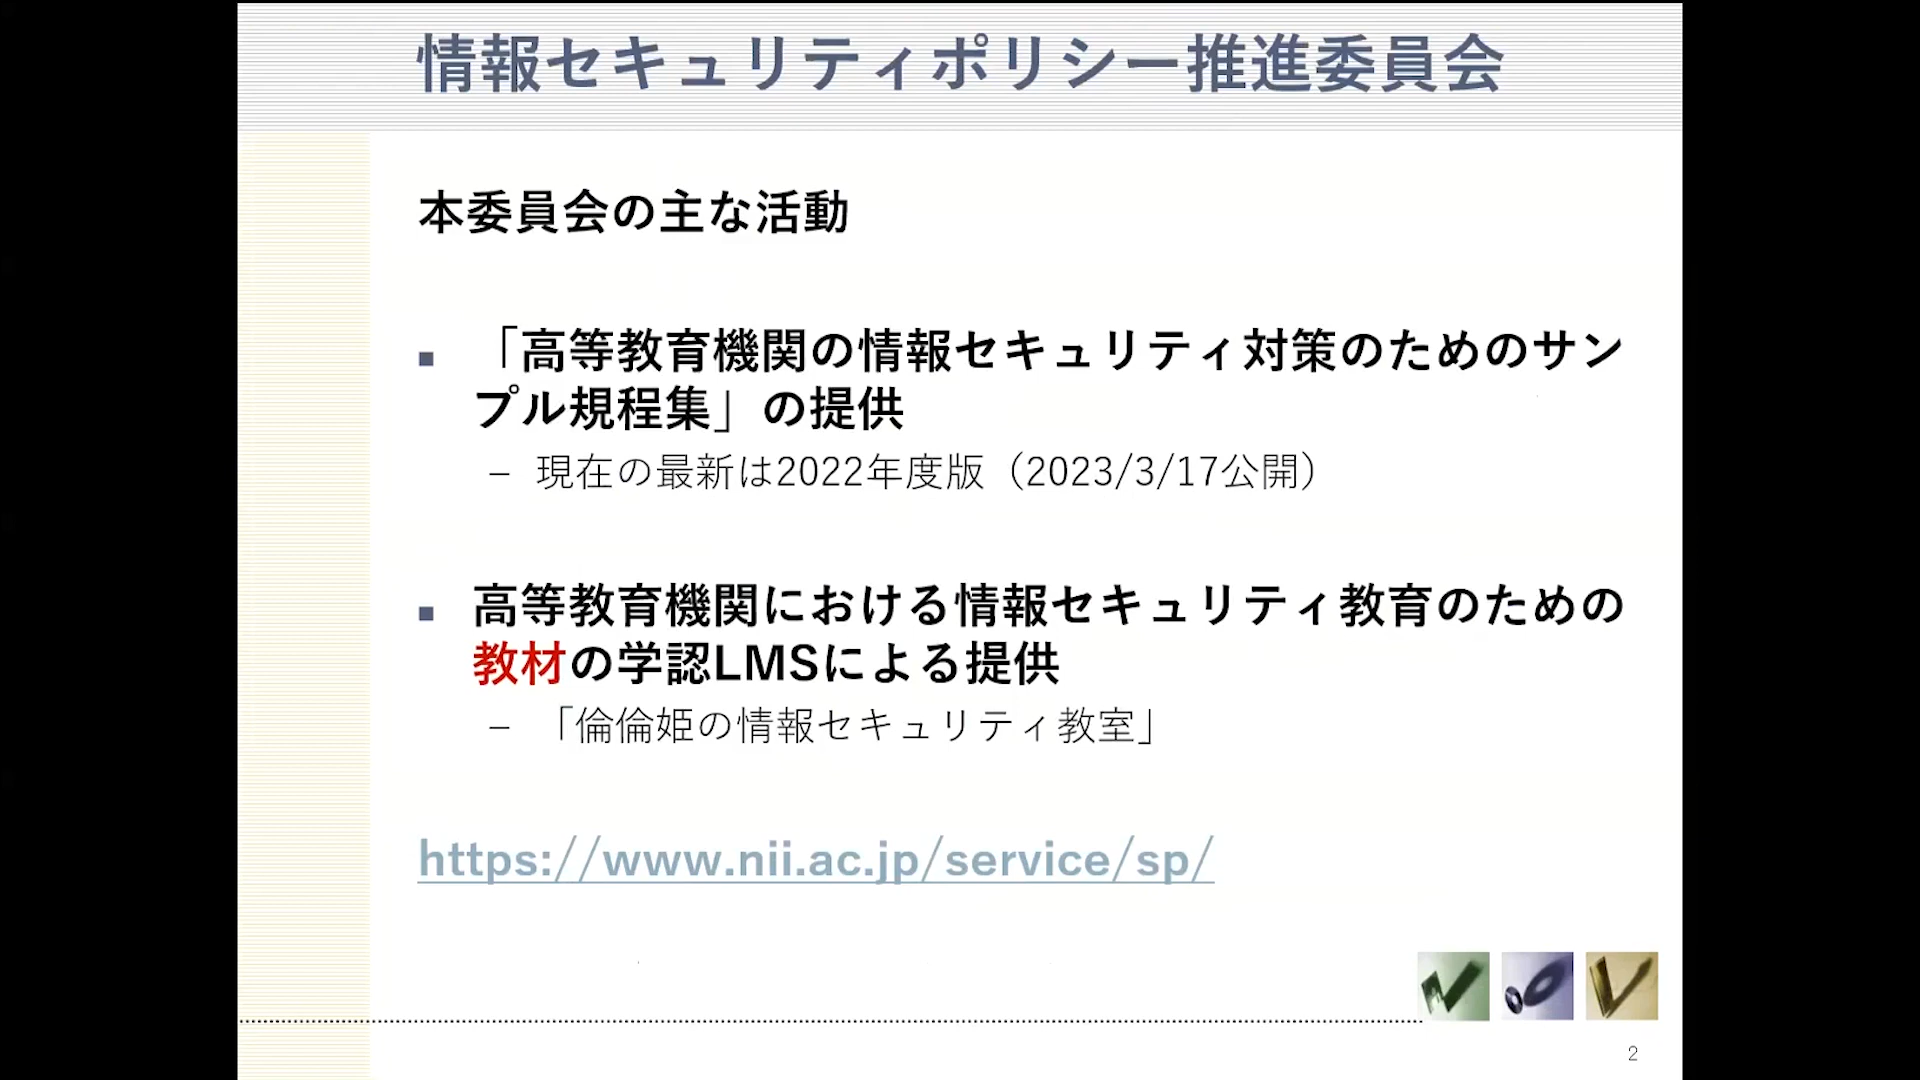 情報セキュリティポリシー推進委員会
本委員会の主な活動
▪ 「高等教育機関の情報セキュリティ対策のためのサン
プル規程集」の提供
– 現在の最新は2022年度版（2023/3/17公開）
▪ 高等教育機関における情報セキュリティ教育のための
教材の学認LMSによる提供
– 「倫倫姫の情報セキュリティ教室」
https://www.nii.ac.jp/service/sp/
2